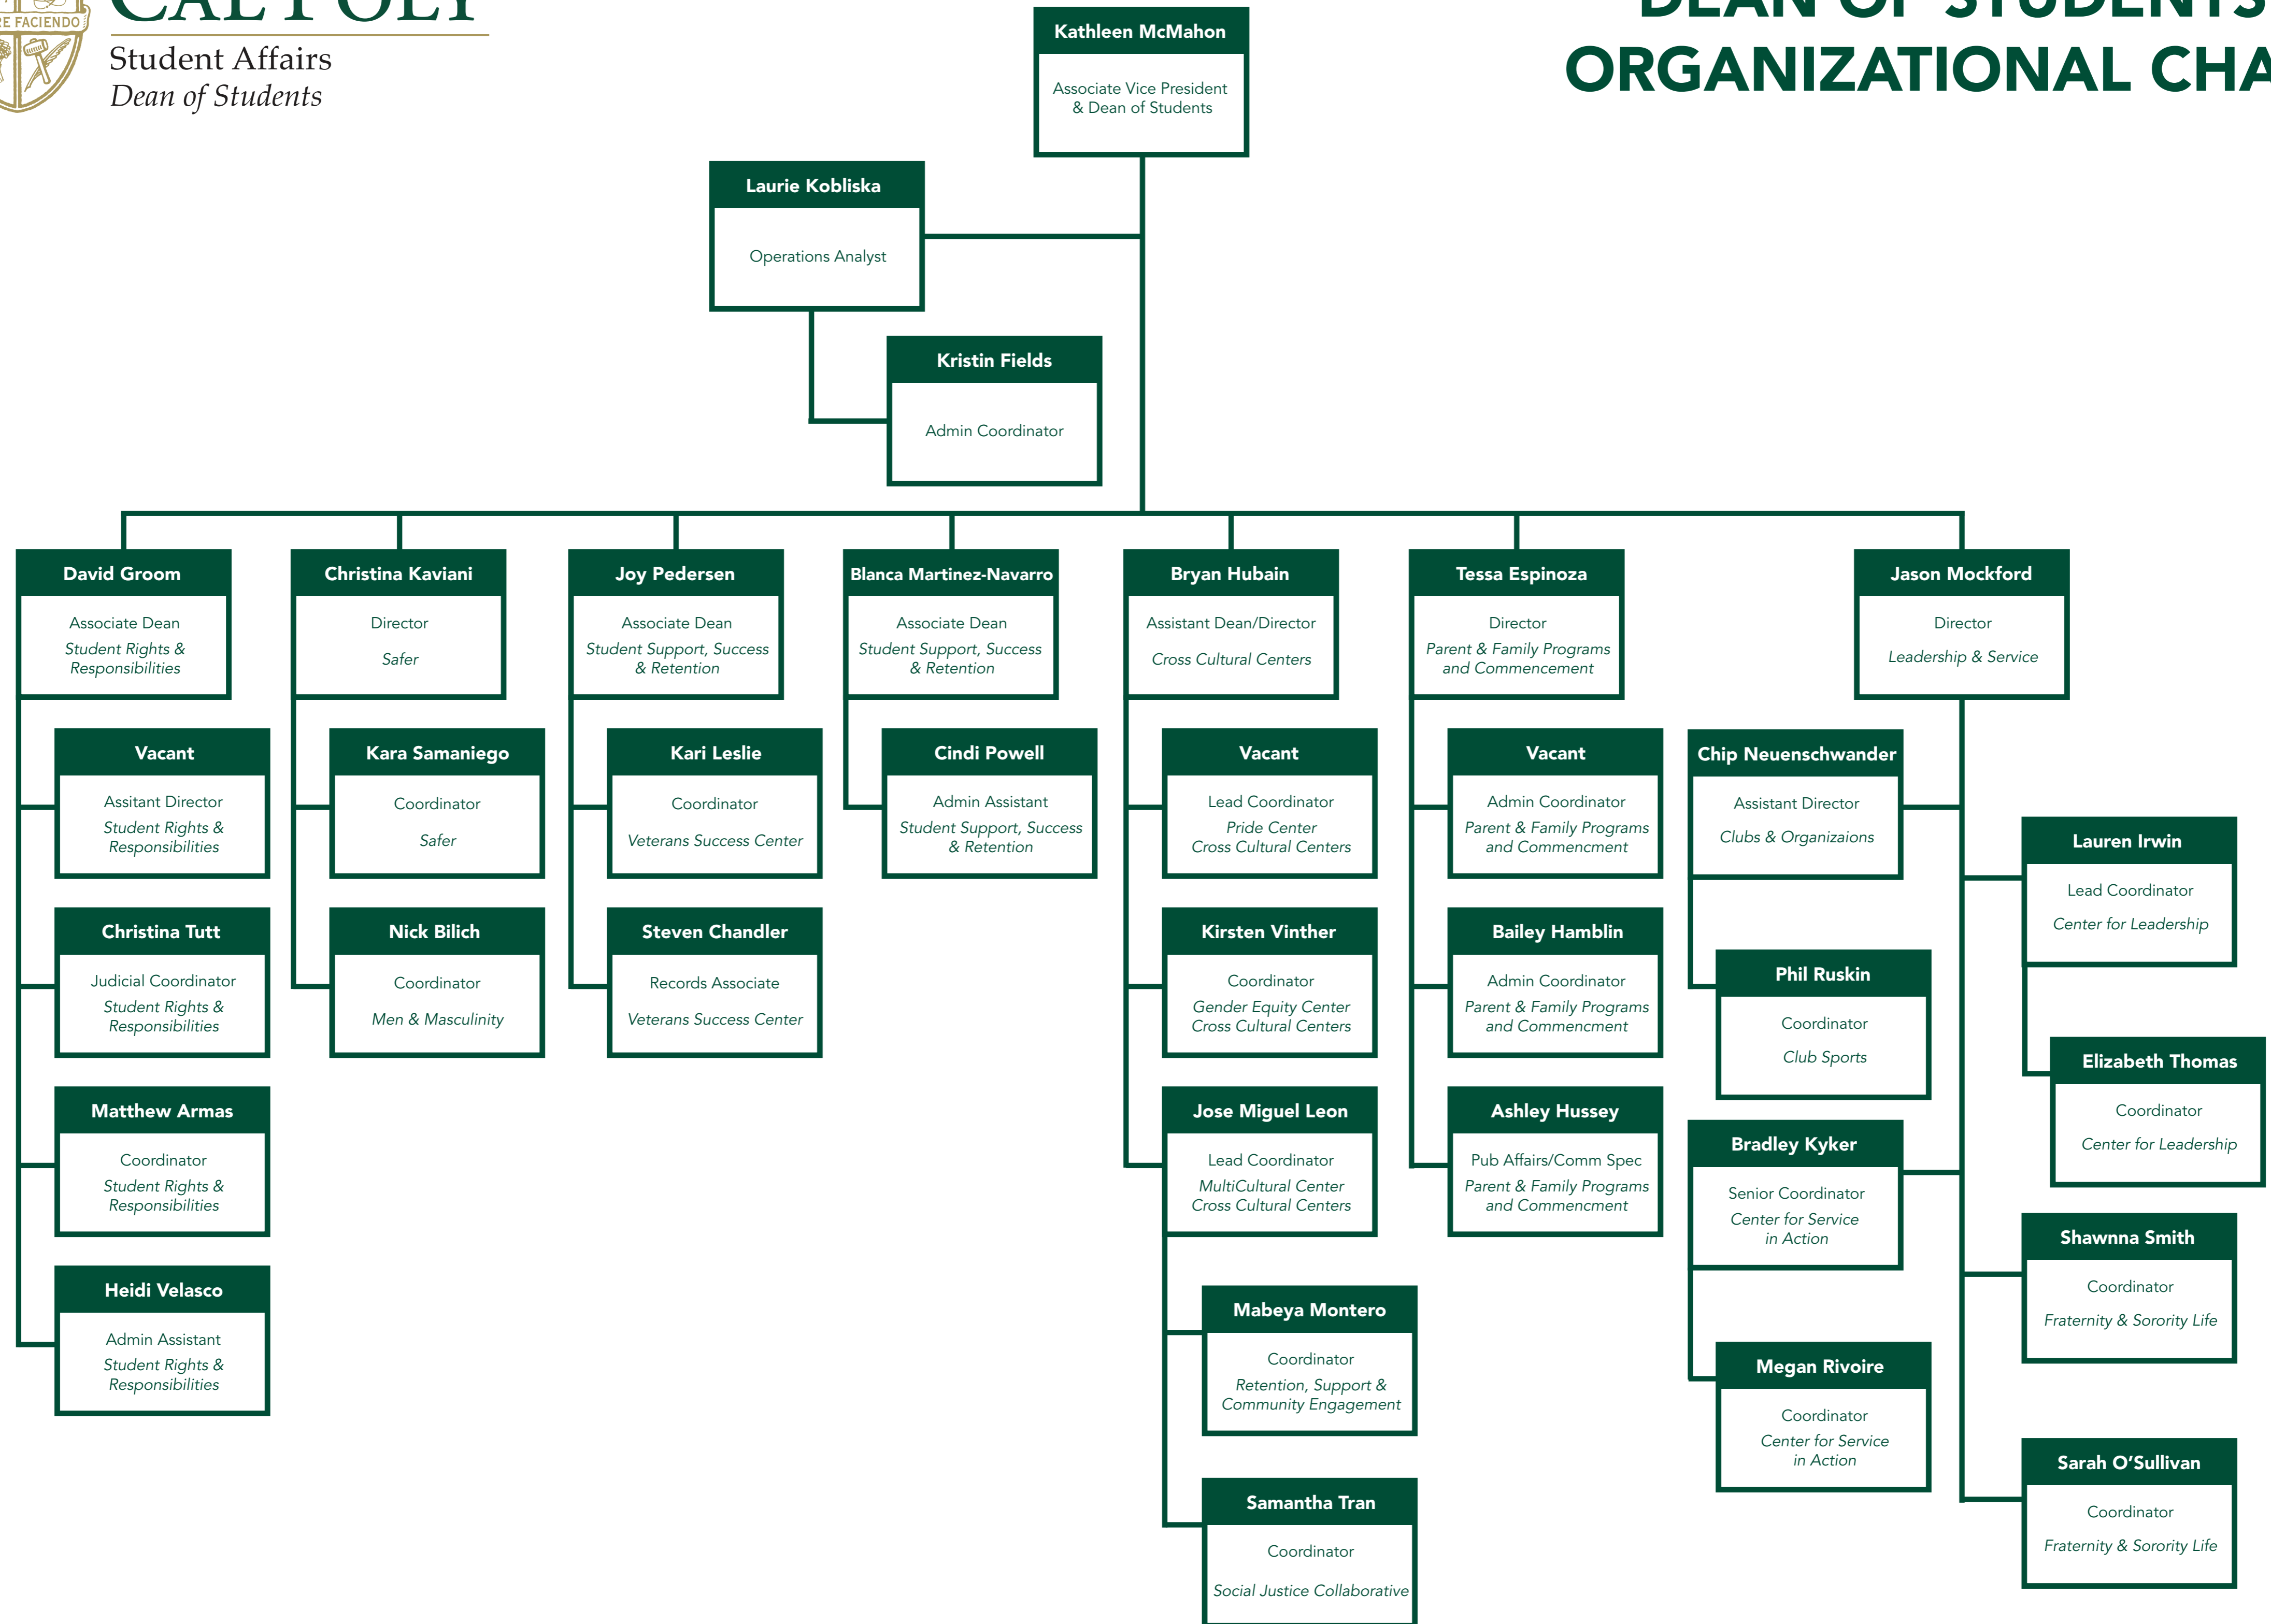 CAL POLY
RE FACIENDO
Student Affairs
Dean of Students
DEAN OF STUDENTS
ORGANIZATIONAL CHA
Kathleen McMahon
Associate Vice President
& Dean of Students
Laurie Kobliska
Operations Analyst
Kristin Fields
Admin Coordinator
David Groom
Associate Dean
Student Rights &
Responsibilities
Vacant
Assitant Director
Student Rights &
Responsibilities
Christina Tutt
Judicial Coordinator
Student Rights &
Responsibilities
Matthew Armas
Coordinator
Student Rights &
Responsibilities
Heidi Velasco
Admin Assistant
Student Rights &
Responsibilities
Christina Kaviani
Director
Safer
Kara Samaniego
Coordinator
Safer
Nick Bilich
Coordinator
Men & Masculinity
Joy Pedersen
Associate Dean
Student Support, Success
& Retention
Kari Leslie
Coordinator
Veterans Success Center
Steven Chandler
Records Associate
Veterans Success Center
Blanca Martinez-Navarro
Associate Dean
Student Support, Success
& Retention
Cindi Powell
Admin Assistant
Student Support, Success
& Retention
Bryan Hubain
Assistant Dean/Director
Cross Cultural Centers
Vacant
Lead Coordinator
Pride Center
Cross Cultural Centers
Kirsten Vinther
Coordinator
Gender Equity Center
Cross Cultural Centers
Jose Miguel Leon
Lead Coordinator
MultiCultural Center
Cross Cultural Centers
Mabeya Montero
Coordinator
Retention, Support &
Community Engagement
Samantha Tran
Coordinator
Social Justice Collaborative
Tessa Espinoza
Director
Parent & Family Programs
and Commencement
Vacant
Admin Coordinator
Parent & Family Programs
and Commencment
Bailey Hamblin
Admin Coordinator
Parent & Family Programs
and Commencment
Ashley Hussey
Pub Affairs/Comm Spec
Parent & Family Programs
and Commencment
Jason Mockford
Director
Leadership & Service
Chip Neuenschwander
Assistant Director
Clubs & Organizaions
Phil Ruskin
Coordinator
Club Sports
Bradley Kyker
Senior Coordinator
Center for Service
in Action
Megan Rivoire
Coordinator
Center for Service
in Action
Lauren Irwin
Lead Coordinator
Center for Leadership
Elizabeth Thomas
Coordinator
Center for Leadership
Shawnna Smith
Coordinator
Fraternity & Sorority Life
Sarah O'Sullivan
Coordinator
Fraternity & Sorority Life